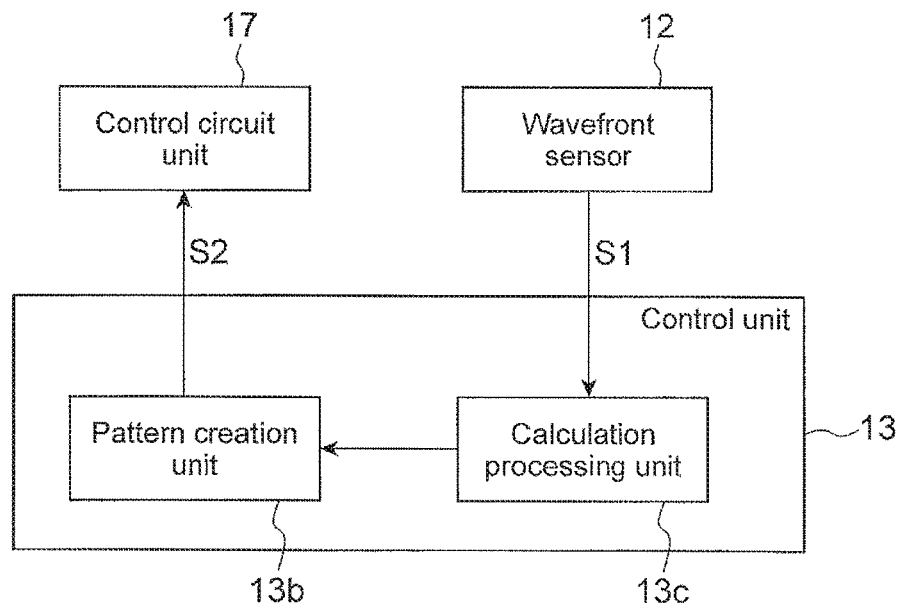 17
12
Control circuit
unit
Wavefront
sensor
S2
S1
Control unit
Pattern creation
unit
Calculation
processing unit
13
13b
13c